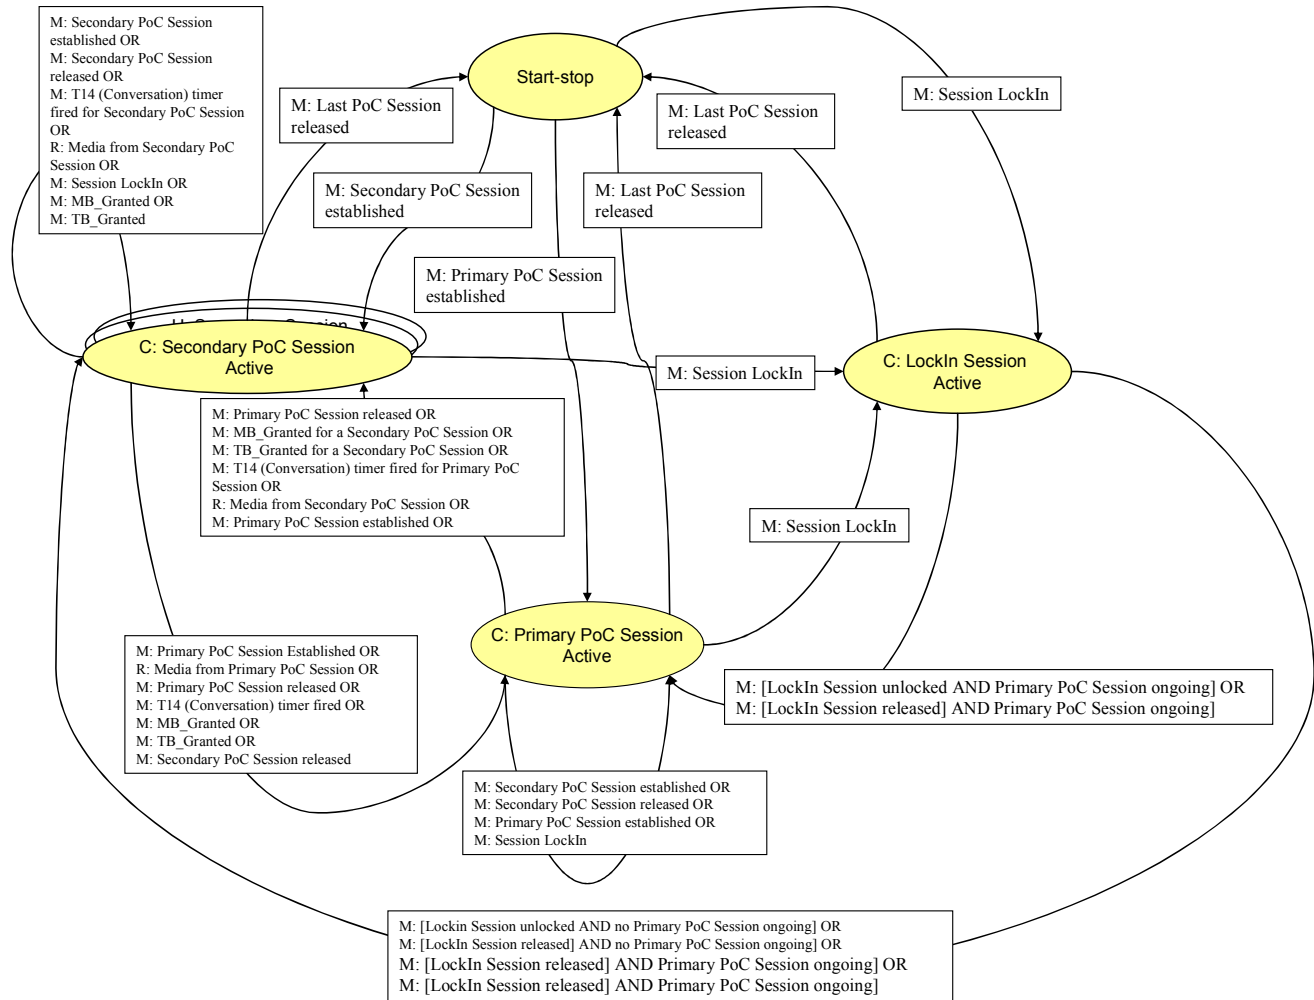 M: Secondary PoC Session
established OR
M: Secondary PoC Session
released OR
M: T14 (Conversation) timer
fired for Secondary PoC Session
OR
R: Media from Secondary PoC
Session OR
M: Session LockIn OR
M: MB_Granted OR
M: TB_Granted
Start-stop
M: Session LockIn
M: Last PoC Session
released
M: Last PoC Session
released
M: Secondary PoC Session
established
M: Last PoC Session
released
M: Primary PoC Session
established
C: Secondary PoC Session
Active
M: Session LockIn
C: LockIn Session
Active
M: Primary PoC Session released OR
M: MB_Granted for a Secondary PoC Session OR
M: TB_Granted for a Secondary PoC Session OR
M: T14 (Conversation) timer fired for Primary PoC
Session OR
R: Media from Secondary PoC Session OR
M: Primary PoC Session established OR
M: Session LockIn
C: Primary PoC Session
Active
M: Primary PoC Session Established OR
R: Media from Primary PoC Session OR
M: Primary PoC Session released OR
M: T14 (Conversation) timer fired OR
M: MB_Granted OR
M: TB_Granted OR
M: Secondary PoC Session released
M: [LockIn Session unlocked AND Primary PoC Session ongoing] OR
M: [LockIn Session released] AND Primary PoC Session ongoing]
M: Secondary PoC Session established OR
M: Secondary PoC Session released OR
M: Primary PoC Session established OR
M: Session LockIn
M: [Lockin Session unlocked AND no Primary PoC Session ongoing] OR
M: [LockIn Session released] AND no Primary PoC Session ongoing] OR
M: [LockIn Session released] AND Primary PoC Session ongoing] OR
M: [LockIn Session released] AND Primary PoC Session ongoing]